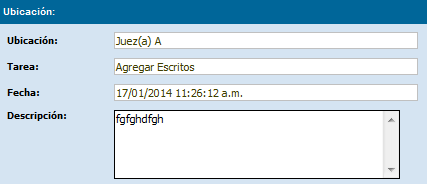 Ubicación:
Ubicación: Juez(a) A
Tarea: Agregar Escritos
Fecha: 17/01/2014 11:26:12 a.m.
Descripción: fgfghdfgh